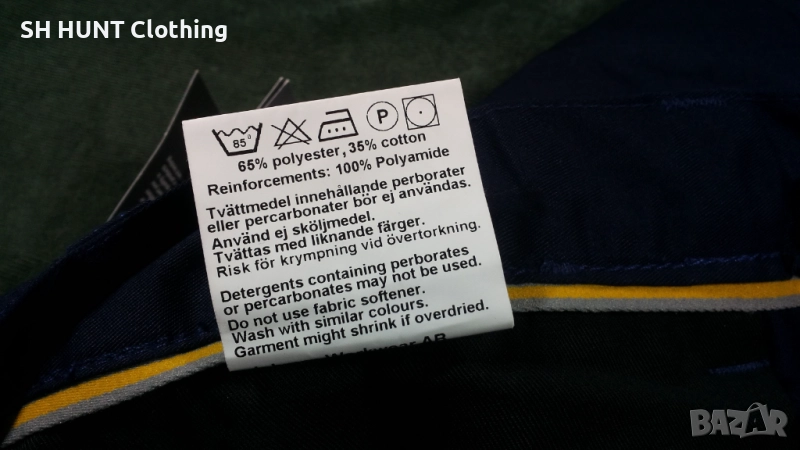 SH HUNT Clothing
85°
P
65% polyester, 35% cotton
Reinforcements: 100% Polyamide
Tvättmedel innehållande perborater
eller percarbonater bör ej användas.
Använd ej sköljmedel.
Tvättas med liknande färger.
Risk för krympning vid övertorkning.
Detergents containing perborates
or percarbonates may not be used.
Do not use fabric softener.
Wash with similar colours.
Garment might shrink if overdried.
Workwear AB
BAZAR